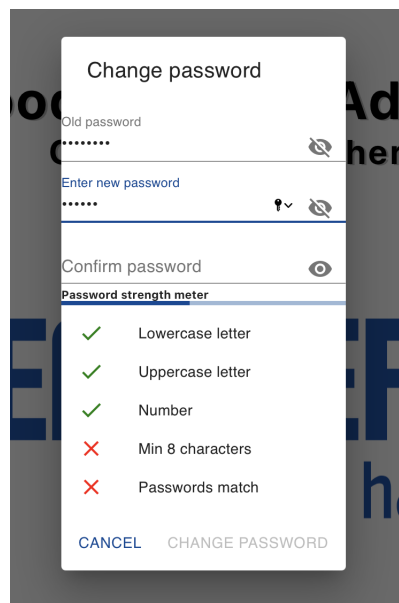 Change password
Old password
••••••••
Enter new password
••••••
Confirm password
Password strength meter
Lowercase letter
Uppercase letter
Number
Min 8 characters
Passwords match
CANCEL CHANGE PASSWORD